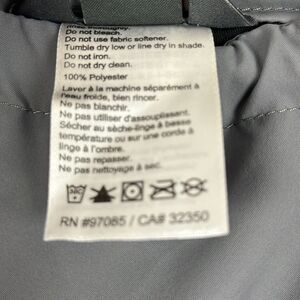 Rinse thoroughly.
Do not bleach.
Do not use fabric softener.
Tumble dry low or line dry in shade.
Do not iron.
Do not dry clean.
100% Polyester
Laver à la machine séparément à
l'eau froide, bien rincer.
Ne pas blanchir.
Ne pas utiliser d'assouplissant.
Sécher au sèche-linge à basse
température ou sur une corde à
linge à l'ombre.
Ne pas repasser.
Ne pas nettoyage à sec.
RN #97085 / CA# 32350